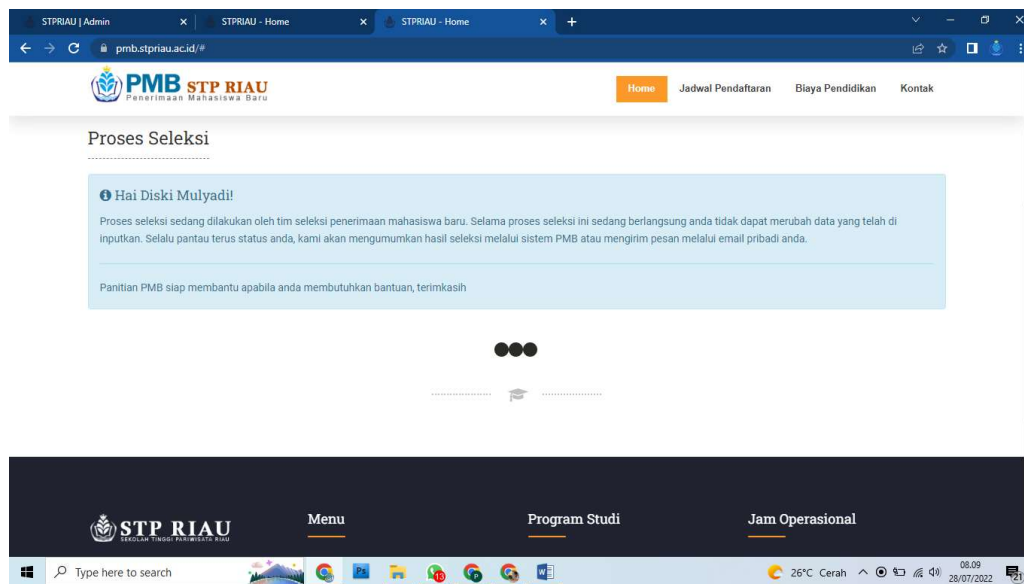 STPRIAU | Admin
STPRIAU - Home
STPRIAU - Home
pmb.stpriau.ac.id/#
PMB STP RIAU
Penerimaan Mahasiswa Baru
Home
Jadwal Pendaftaran
Biaya Pendidikan
Kontak
Proses Seleksi
Hai Diski Mulyadi!
Proses seleksi sedang dilakukan oleh tim seleksi penerimaan mahasiswa baru. Selama proses seleksi ini sedang berlangsung anda tidak dapat merubah data yang telah di
inputkan. Selalu pantau terus status anda, kami akan mengumumkan hasil seleksi melalui sistem PMB atau mengirim pesan melalui email pribadi anda.
Panitian PMB siap membantu apabila anda membutuhkan bantuan, terimkasih
STP RIAU
SEKOLAH TINGGI PARIWISATA RIAU
Menu
Program Studi
Jam Operasional
Type here to search
Ps
W
26°C Cerah
08.09
28/07/2022